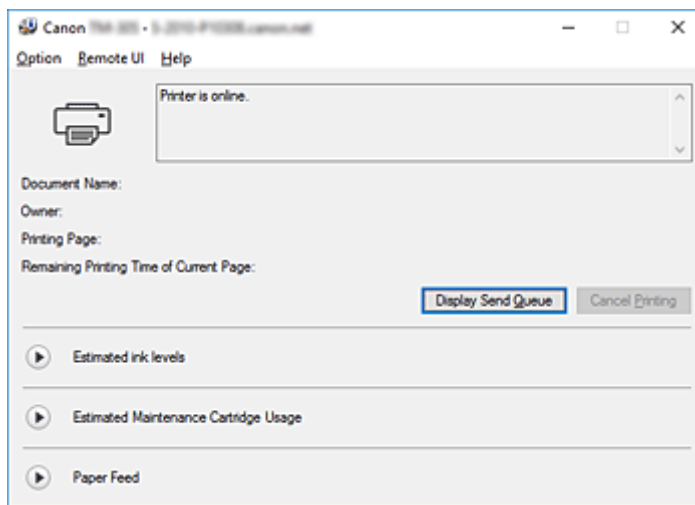 Canon
Option Remote UI Help
Printer is online.
Document Name:
Owner:
Printing Page:
Remaining Printing Time of Current Page:
Display Send Queue Cancel Printing
Estimated ink levels
Estimated Maintenance Cartridge Usage
Paper Feed